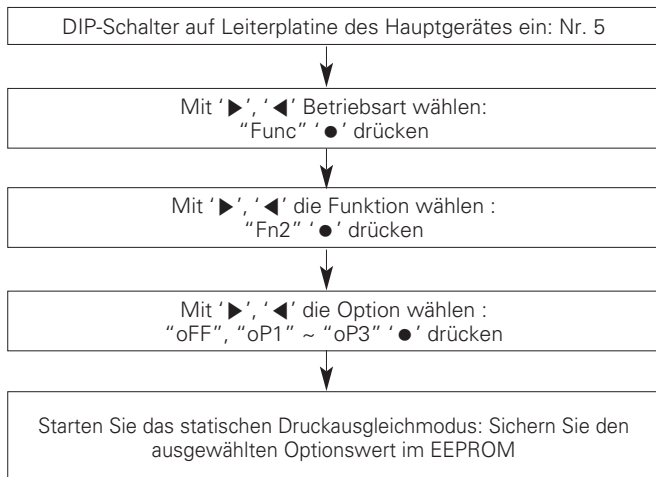 DIP-Schalter auf Leiterplatine des Hauptgerätes ein: Nr. 5
Mit ‘▶’, ‘◀’ Betriebsart wählen:
“Func” ‘●’ drücken
Mit ‘▶’, ‘◀’ die Funktion wählen :
“Fn2” ‘●’ drücken
Mit ‘▶’, ‘◀’ die Option wählen :
“oFF”, “oP1” ~ “oP3” ‘●’ drücken
Starten Sie das statischen Druckausgleichmodus: Sichern Sie den
ausgewählten Optionswert im EEPROM